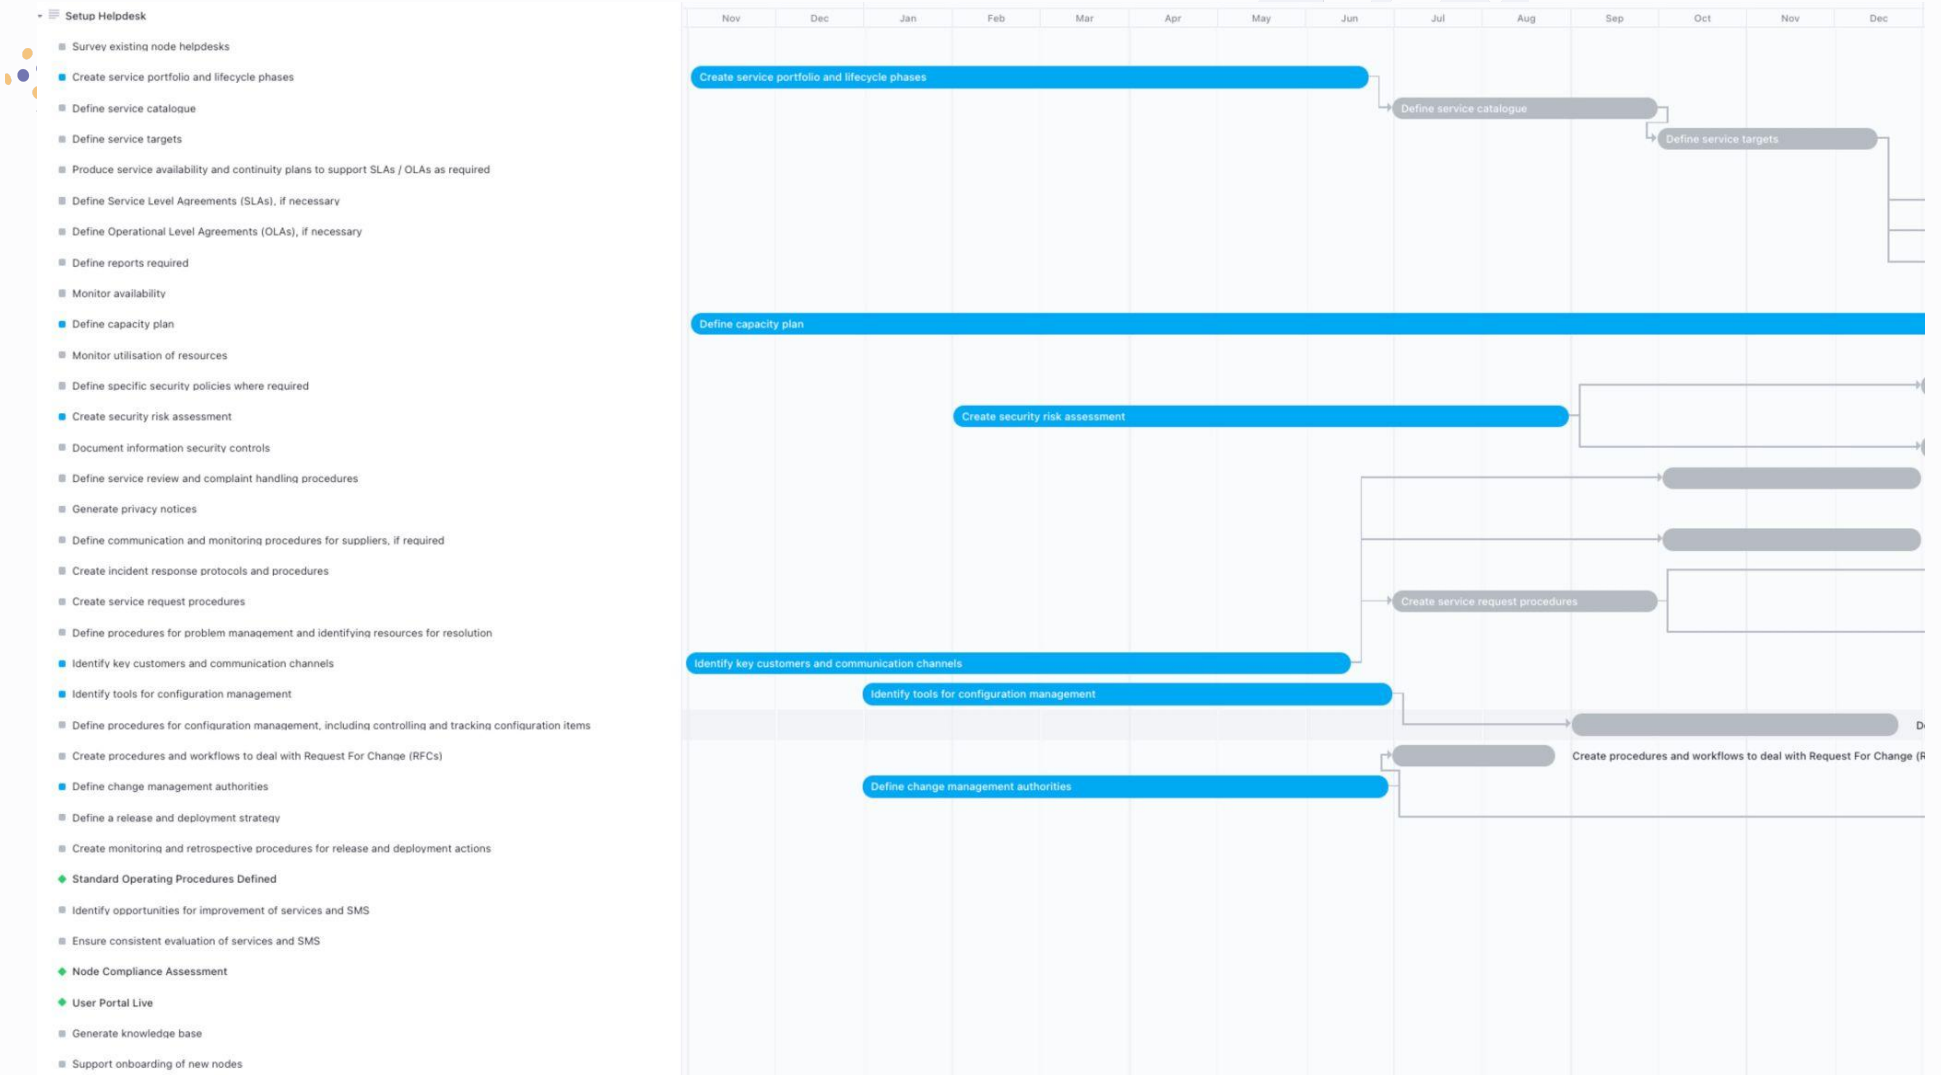 Setup Helpdesk
Nov Dec Jan Feb Mar Apr May Jun Jul Aug Sep Oct Nov Dec
Survey existing node helpdesks
Create service portfolio and lifecycle phases
Create service portfolio and lifecycle phases
Define service catalogue
Define service catalogue
Define service targets
Define service targets
Produce service availability and continuity plans to support SLAs / OLAs as required
Define Service Level Agreements (SLAs), if necessary
Define Operational Level Agreements (OLAs), if necessary
Define reports required
Monitor availability
Define capacity plan
Define capacity plan
Monitor utilisation of resources
Define specific security policies where required
Create security risk assessment
Create security risk assessment
Document information security controls
Define service review and complaint handling procedures
Generate privacy notices
Define communication and monitoring procedures for suppliers, if required
Create incident response protocols and procedures
Create service request procedures
Create service request procedures
Define procedures for problem management and identifying resources for resolution
Identify key customers and communication channels
Identify key customers and communication channels
Identify tools for configuration management
Identify tools for configuration management
Define procedures for configuration management, including controlling and tracking configuration items
Create procedures and workflows to deal with Request For Change (RFCs)
Create procedures and workflows to deal with Request For Change (R
Define change management authorities
Define change management authorities
Define a release and deployment strategy
Create monitoring and retrospective procedures for release and deployment actions
Standard Operating Procedures Defined
Identify opportunities for improvement of services and SMS
Ensure consistent evaluation of services and SMS
Node Compliance Assessment
User Portal Live
Generate knowledge base
Support onboarding of new nodes